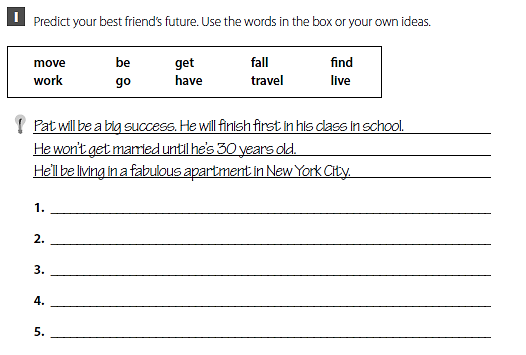 I Predict your best friend's future. Use the words in the box or your own ideas.
move be get fall find
work go have travel live
Pat will be a big success. He will finish first in his class in school.
He won't get married until he's 30 years old.
He'll be living in a fabulous apartment in New York City.
1.
2.
3.
4.
5.